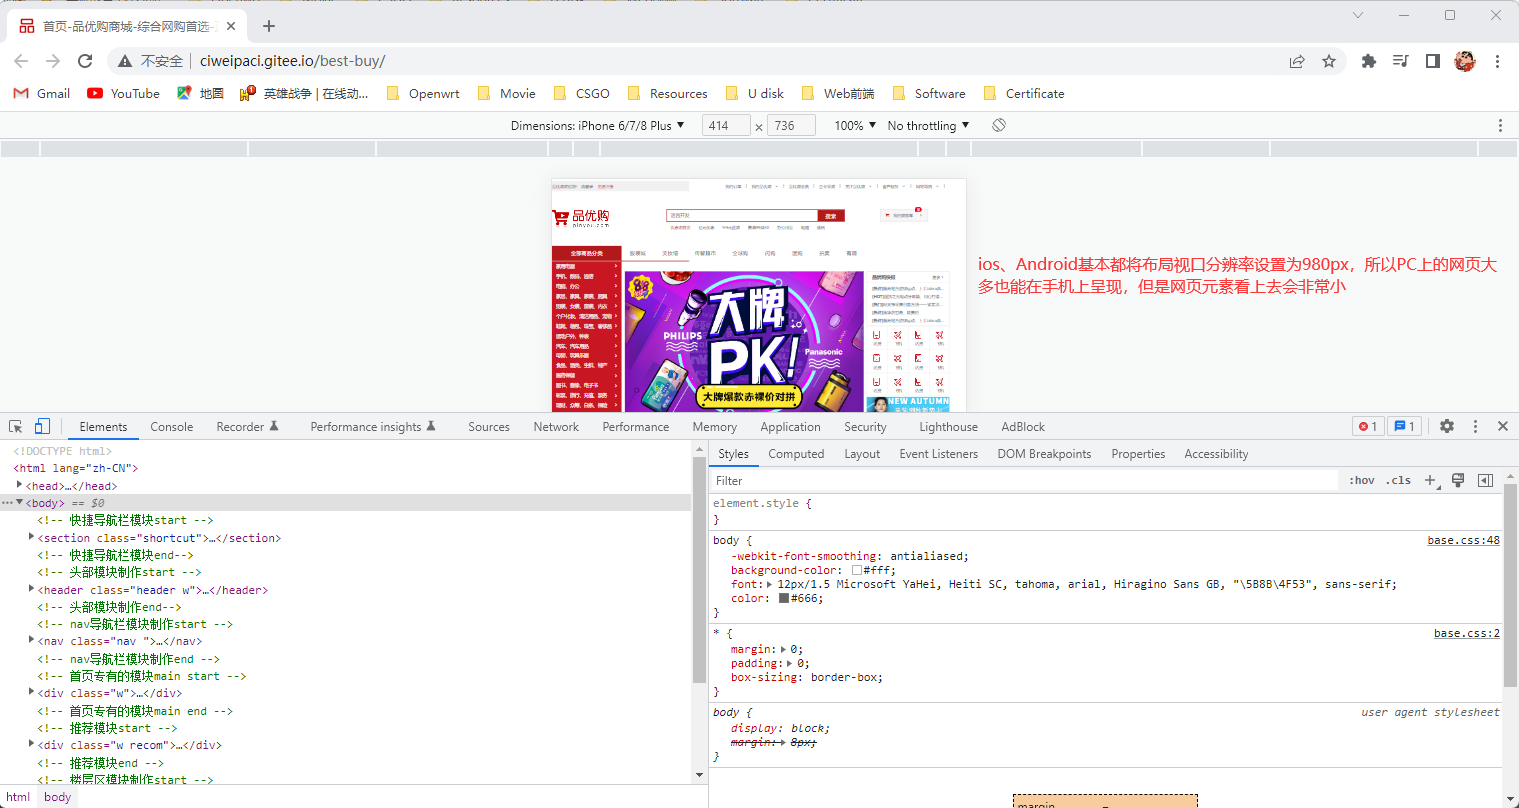 首页-品优购商城-综合网购首选-
不安全
ciweipaci.gitee.io/best-buy/
Gmail
YouTube
地图
英雄战争 | 在线动...
Openwrt
Movie
CSGO
Resources
U disk
Web前端
Software
Certificate
Dimensions: iPhone 6/7/8 Plus
414
×
736
100%
No throttling
品优购
搜索
全部商品分类
大牌
PK!
PHILIPS
Panasonic
大牌爆款赤裸价对拼
NEW AUTUMN
ios、Android基本都将布局视口分辨率设置为980px，所以PC上的网页大
多也能在手机上呈现，但是网页元素看上去会非常小
Elements
Console
Recorder
Performance insights
Sources
Network
Performance
Memory
Application
Security
Lighthouse
AdBlock
1
1
<!DOCTYPE html>
<html lang="zh-CN">
<head>…</head>
<body> == $0
<!-- 快捷导航栏模块start -->
<section class="shortcut">…</section>
<!-- 快捷导航栏模块end-->
<!-- 头部模块制作start -->
<header class="header w">…</header>
<!-- 头部模块制作end-->
<!-- nav导航栏模块制作start -->
<nav class="nav ">…</nav>
<!-- nav导航栏模块制作end -->
<!-- 首页专有的模块main start -->
<div class="w">…</div>
<!-- 首页专有的模块main end -->
<!-- 推荐模块start -->
<div class="w recom">…</div>
<!-- 推荐模块end -->
<!-- 楼层区模块制作start -->
html
body
Styles
Computed
Layout
Event Listeners
DOM Breakpoints
Properties
Accessibility
Filter
:hov
.cls
element.style {
}
body {
base.css:48
-webkit-font-smoothing: antialiased;
background-color: #fff;
font: 12px/1.5 Microsoft YaHei, Heiti SC, tahoma, arial, Hiragino Sans GB, "\5B8B\4F53", sans-serif;
color: #666;
}
* {
base.css:2
margin: 0;
padding: 0;
box-sizing: border-box;
}
body {
user agent stylesheet
display: block;
margin: 8px;
}
margin